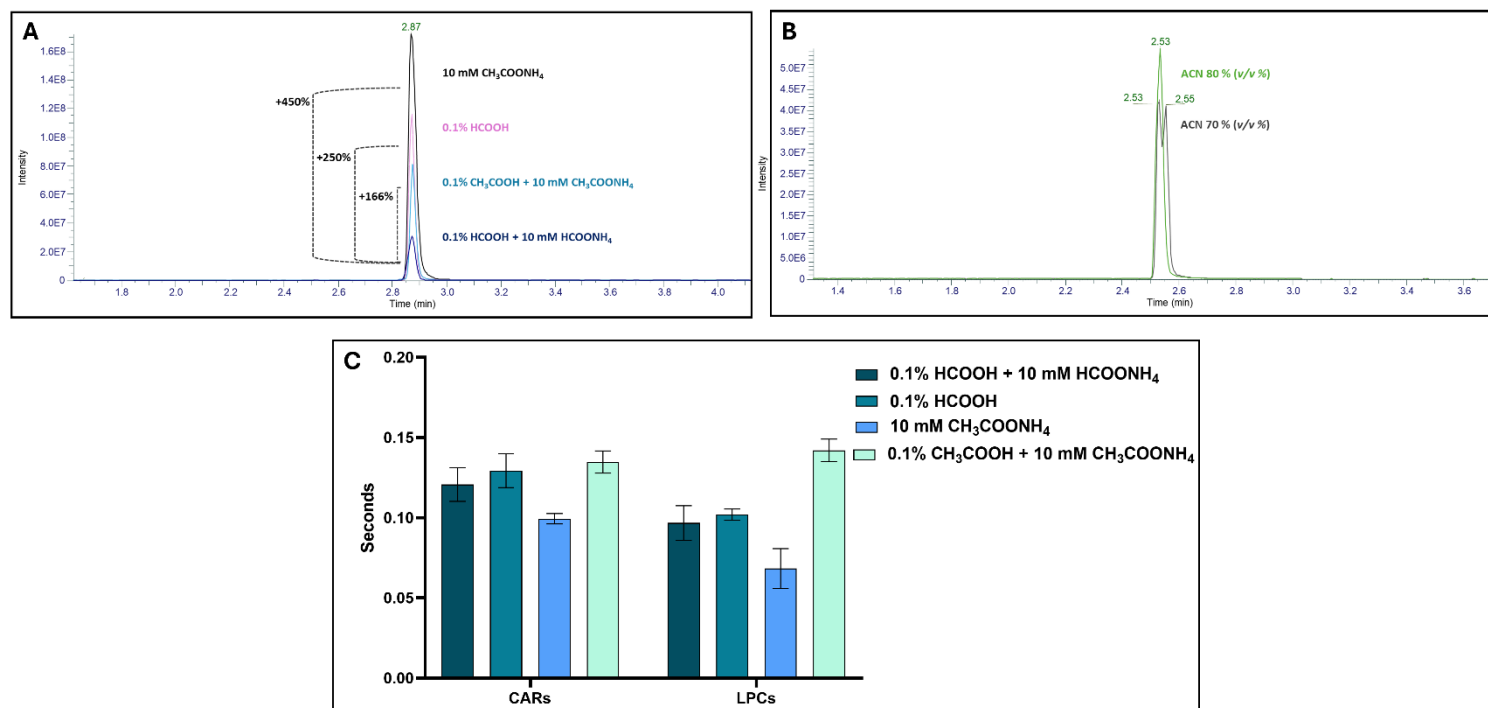 A
2.87
1.6E8
1.4E8
1.2E8
1.0E8
8.0E7
6.0E7
4.0E7
2.0E7
0
Intensity
+450%
+250%
+166%
10 mM CH₃COONH₄
0.1% HCOOH
0.1% CH₃COOH + 10 mM CH₃COONH₄
0.1% HCOOH + 10 mM HCOONH₄
1.8 2.0 2.2 2.4 2.6 2.8 3.0 3.2 3.4 3.6 3.8 4.0
Time (min)
B
2.53
2.53 2.55
ACN 80 % (v/v %)
ACN 70 % (v/v %)
5.0E7
4.5E7
4.0E7
3.5E7
3.0E7
2.5E7
2.0E7
1.5E7
1.0E7
5.0E6
0
Intensity
1.4 1.6 1.8 2.0 2.2 2.4 2.6 2.8 3.0 3.2 3.4 3.6
Time (min)
C
0.20
0.15
0.10
0.05
0.00
Seconds
CARs LPCs
0.1% HCOOH + 10 mM HCOONH₄
0.1% HCOOH
10 mM CH₃COONH₄
0.1% CH₃COOH + 10 mM CH₃COONH₄